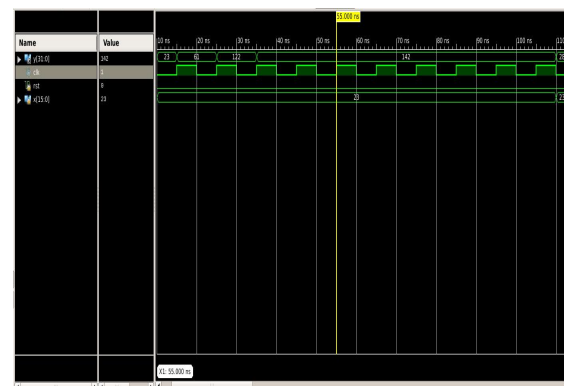 55.000 ns
Name Value
10 ns 20 ns 30 ns 40 ns 50 ns 60 ns 70 ns 80 ns 90 ns 100 ns
y[31:0] 142 23 61 122 142
clk 1
rst 0
x[15:0] 23 23 23
X1: 55.000 ns